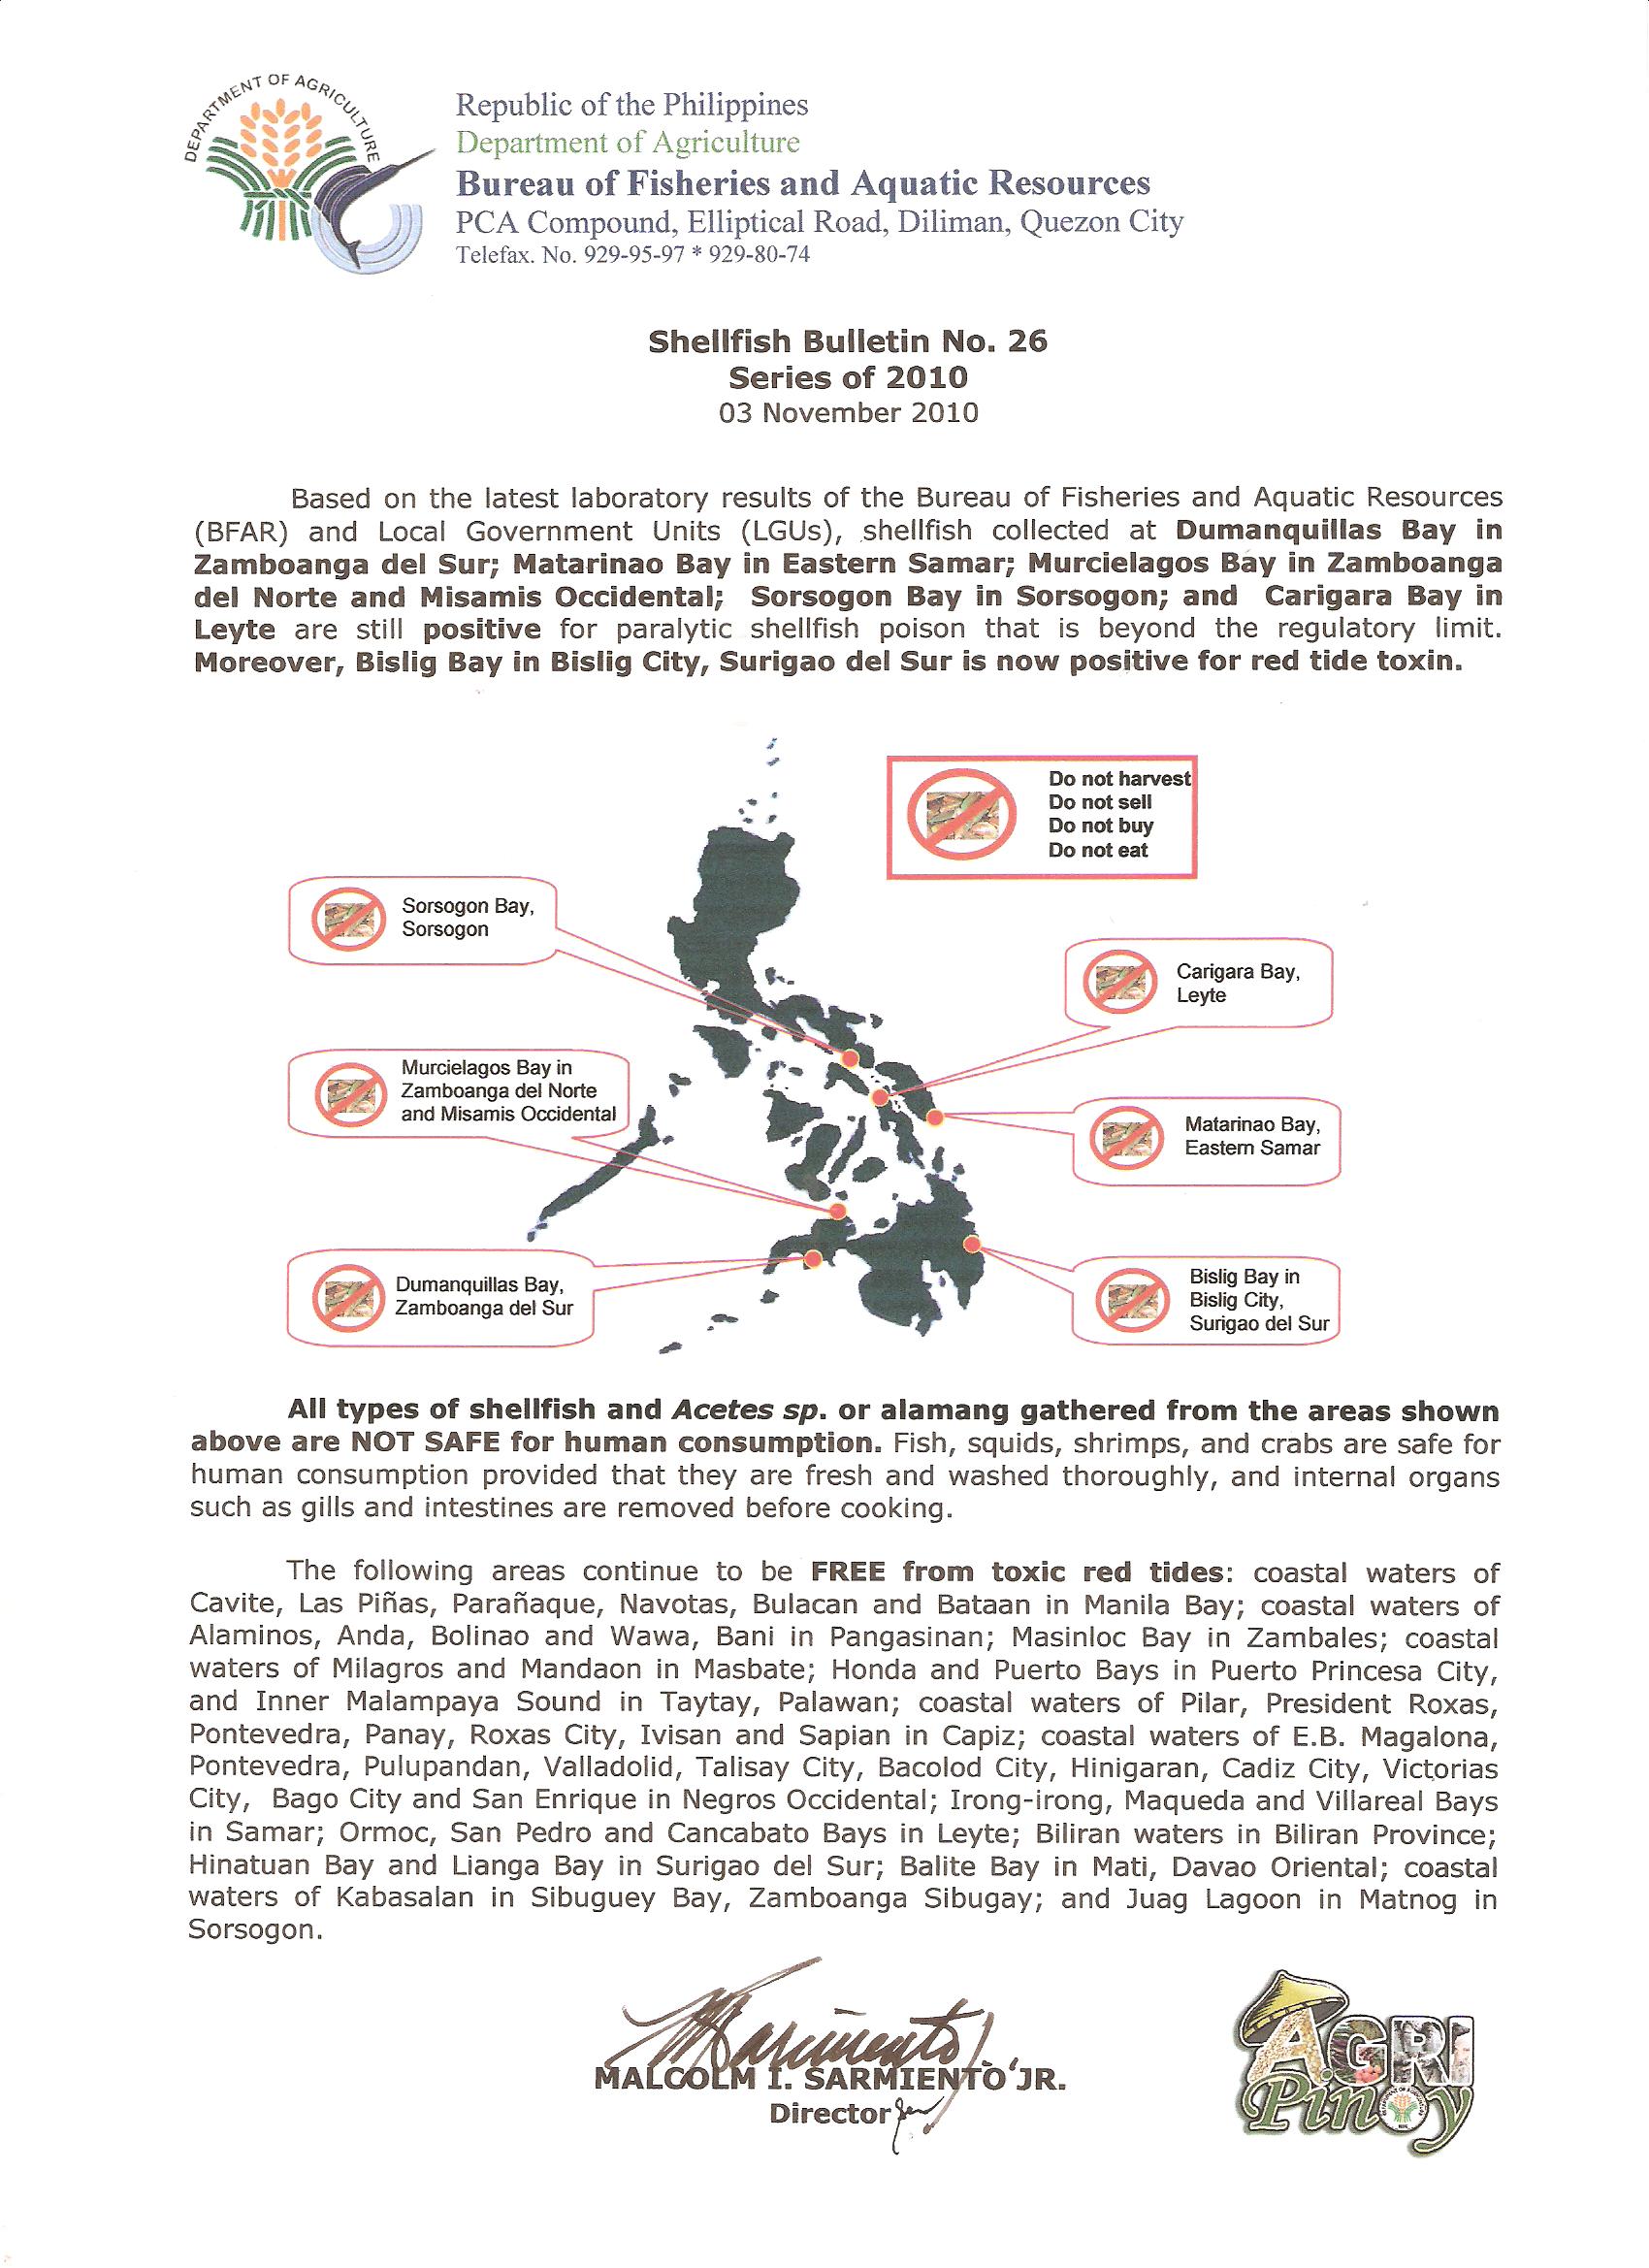 DEPARTMENT OF AGRICULTURE
Republic of the Philippines
Department of Agriculture
Bureau of Fisheries and Aquatic Resources
PCA Compound, Elliptical Road, Diliman, Quezon City
Telefax. No. 929-95-97 * 929-80-74
Shellfish Bulletin No. 26
Series of 2010
03 November 2010
Based on the latest laboratory results of the Bureau of Fisheries and Aquatic Resources
(BFAR) and Local Government Units (LGUs), shellfish collected at Dumanquillas Bay in
Zamboanga del Sur; Matarinao Bay in Eastern Samar; Murcielagos Bay in Zamboanga
del Norte and Misamis Occidental; Sorsogon Bay in Sorsogon; and Carigara Bay in
Leyte are still positive for paralytic shellfish poison that is beyond the regulatory limit.
Moreover, Bislig Bay in Bislig City, Surigao del Sur is now positive for red tide toxin.
Do not harvest
Do not sell
Do not buy
Do not eat
Sorsogon Bay,
Sorsogon
Carigara Bay,
Leyte
Murcielagos Bay in
Zamboanga del Norte
and Misamis Occidental
Matarinao Bay,
Eastern Samar
Dumanquillas Bay,
Zamboanga del Sur
Bislig Bay in
Bislig City,
Surigao del Sur
All types of shellfish and Acetes sp. or alamang gathered from the areas shown
above are NOT SAFE for human consumption. Fish, squids, shrimps, and crabs are safe for
human consumption provided that they are fresh and washed thoroughly, and internal organs
such as gills and intestines are removed before cooking.
The following areas continue to be FREE from toxic red tides: coastal waters of
Cavite, Las Piñas, Parañaque, Navotas, Bulacan and Bataan in Manila Bay; coastal waters of
Alaminos, Anda, Bolinao and Wawa, Bani in Pangasinan; Masinloc Bay in Zambales; coastal
waters of Milagros and Mandaon in Masbate; Honda and Puerto Bays in Puerto Princesa City,
and Inner Malampaya Sound in Taytay, Palawan; coastal waters of Pilar, President Roxas,
Pontevedra, Panay, Roxas City, Ivisan and Sapian in Capiz; coastal waters of E.B. Magalona,
Pontevedra, Pulupandan, Valladolid, Talisay City, Bacolod City, Hinigaran, Cadiz City, Victorias
City, Bago City and San Enrique in Negros Occidental; Irong-irong, Maqueda and Villareal Bays
in Samar; Ormoc, San Pedro and Cancabato Bays in Leyte; Biliran waters in Biliran Province;
Hinatuan Bay and Lianga Bay in Surigao del Sur; Balite Bay in Mati, Davao Oriental; coastal
waters of Kabasalan in Sibuguey Bay, Zamboanga Sibugay; and Juag Lagoon in Matnog in
Sorsogon.
MALCOLM I. SARMIENTO JR.
Director
AGRI
Pinoy